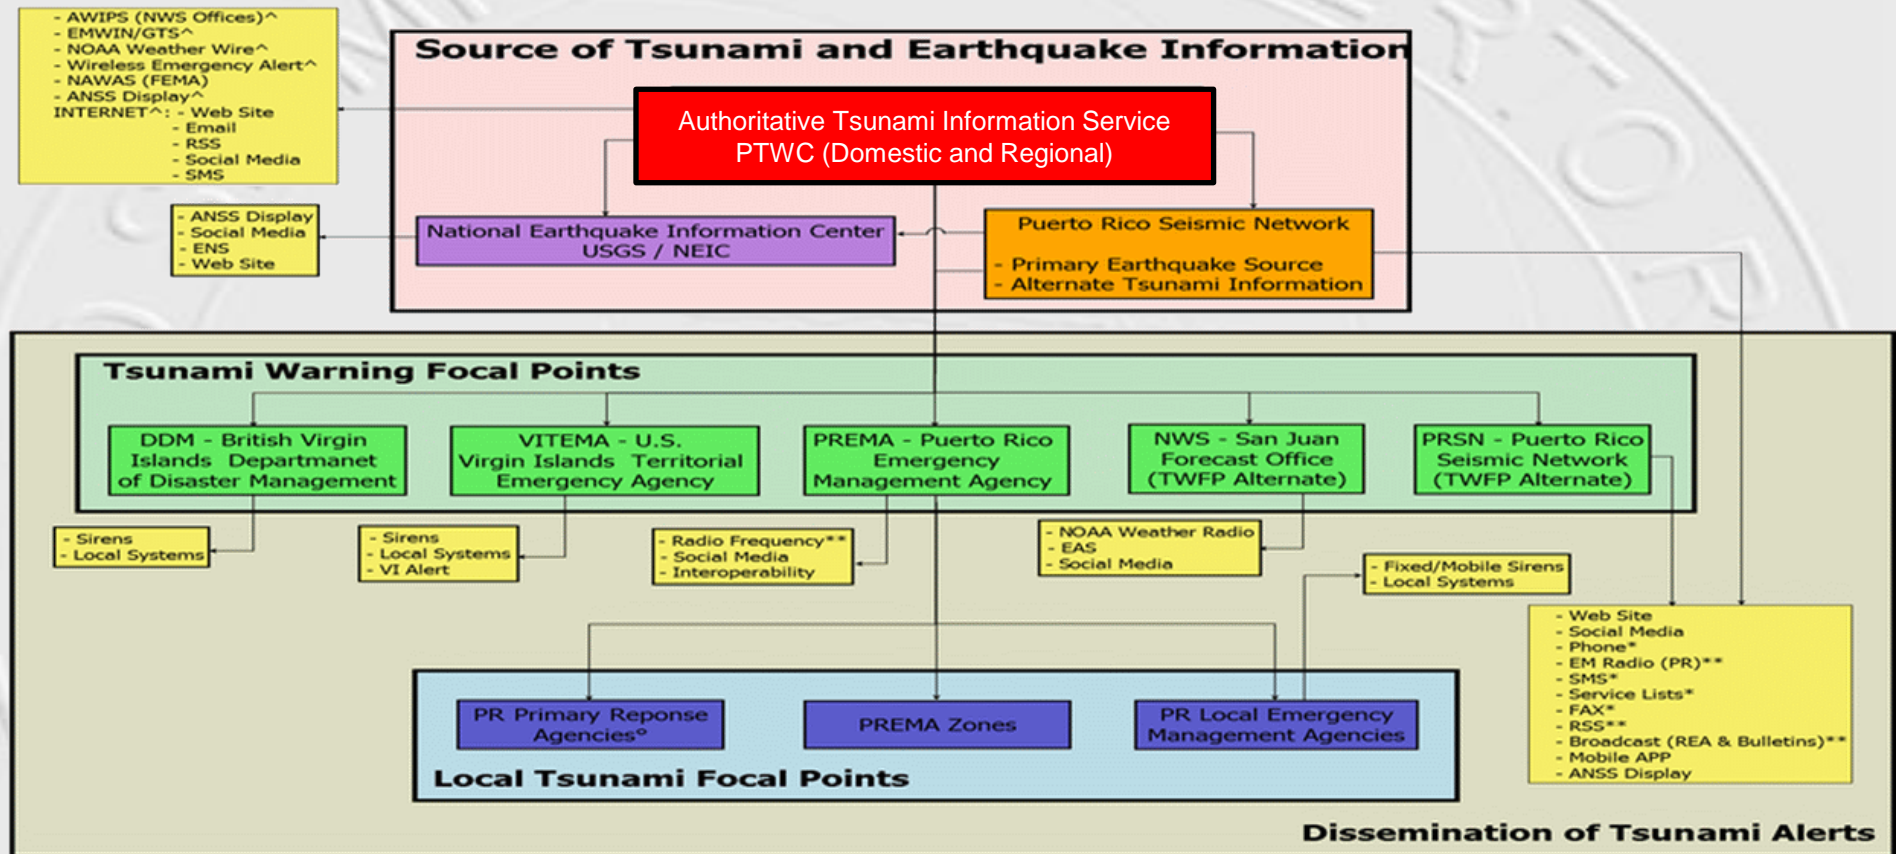 - AWIPS (NWS Offices)^
- EMWIN/GTS^
- NOAA Weather Wire^
- Wireless Emergency Alert^
- NAWAS (FEMA)
- ANSS Display^
INTERNET^: - Web Site
- Email
- RSS
- Social Media
- SMS
Source of Tsunami and Earthquake Information
Authoritative Tsunami Information Service
PTWC (Domestic and Regional)
- ANSS Display
- Social Media
- ENS
- Web Site
National Earthquake Information Center
USGS / NEIC
Puerto Rico Seismic Network
- Primary Earthquake Source
- Alternate Tsunami Information
Tsunami Warning Focal Points
DDM - British Virgin
Islands Departmanet
of Disaster Management
VITEMA - U.S.
Virgin Islands Territorial
Emergency Agency
PREMA - Puerto Rico
Emergency
Management Agency
NWS - San Juan
Forecast Office
(TWFP Alternate)
PRSN - Puerto Rico
Seismic Network
(TWFP Alternate)
- Sirens
- Local Systems
- Sirens
- Local Systems
- VI Alert
- Radio Frequency**
- Social Media
- Interoperability
- NOAA Weather Radio
- EAS
- Social Media
- Fixed/Mobile Sirens
- Local Systems
- Web Site
- Social Media
- Phone*
- EM Radio (PR)**
- SMS*
- Service Lists*
- FAX*
- RSS**
- Broadcast (REA & Bulletins)**
- Mobile APP
- ANSS Display
PR Primary Reponse
Agencies°
PREMA Zones
PR Local Emergency
Management Agencies
Local Tsunami Focal Points
Dissemination of Tsunami Alerts